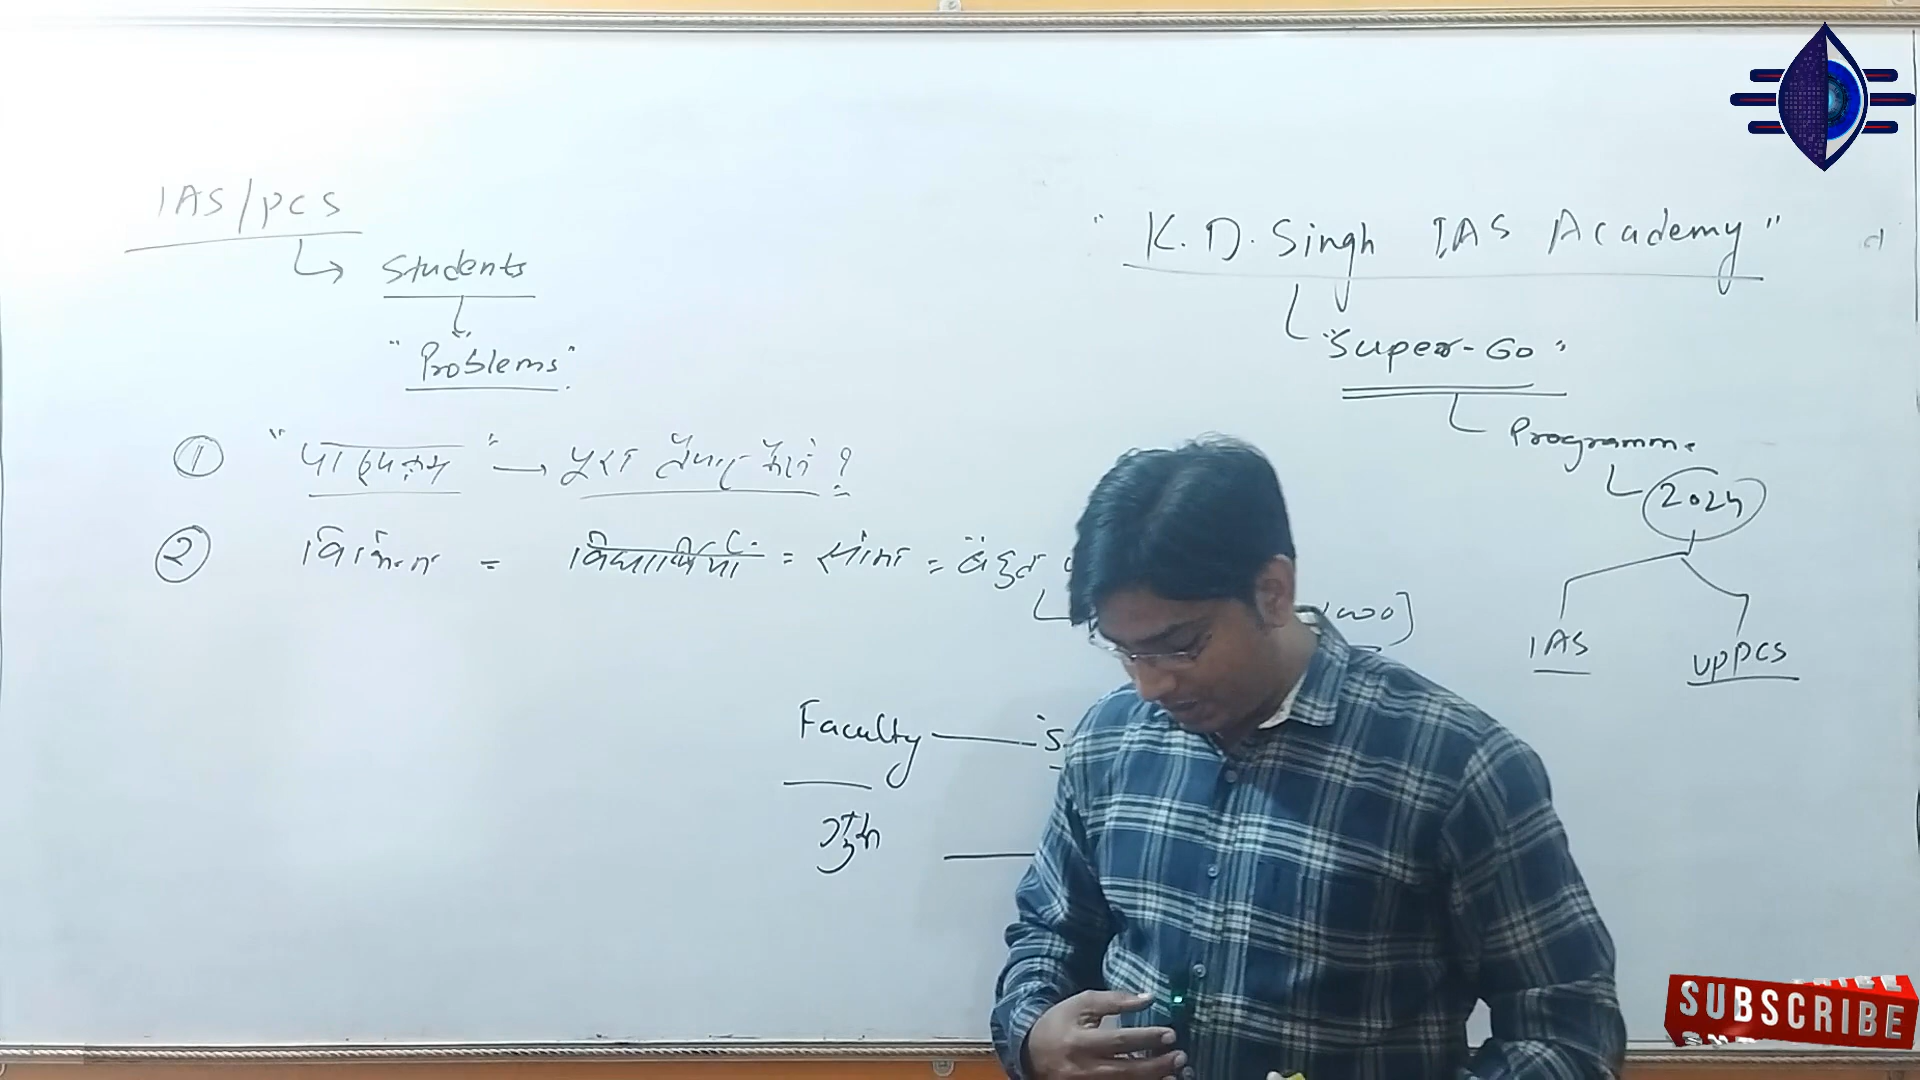 IAS/PCS
Students
"Problems"
① "पाठ्यक्रम" → पूरा तैयार करें ?
② विभिन्न = विद्यार्थियों =
"K.D. Singh IAS Academy"
"Super-Go"
Programme
2024
IAS
UPPCS
Faculty
SUBSCRIBE